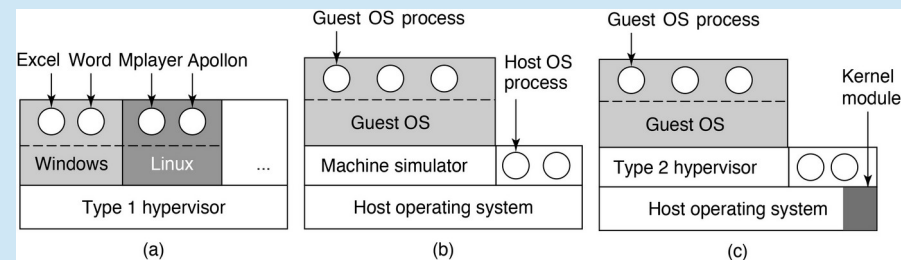 Excel Word Mplayer Apollon
Windows
Linux
...
Type 1 hypervisor
(a)
Guest OS process
Host OS
process
Guest OS
Machine simulator
Host operating system
(b)
Guest OS process
Kernel
module
Guest OS
Type 2 hypervisor
Host operating system
(c)